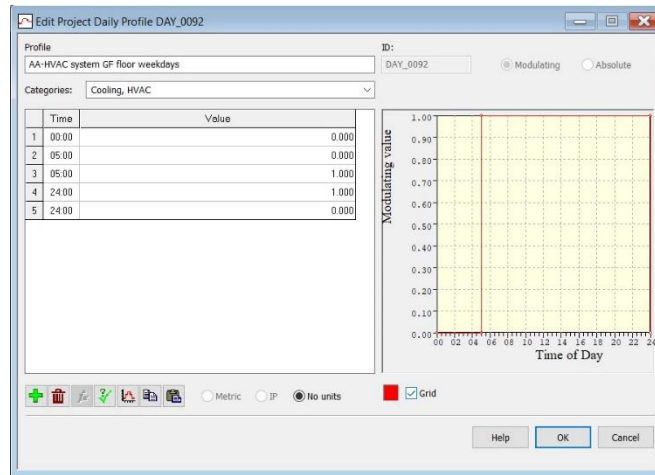 Edit Project Daily Profile DAY_0092
Profile
ID:
AA-HVAC system GF floor weekdays
DAY_0092
Modulating
Absolute
Categories:
Cooling, HVAC
Time Value
1 00:00 0.000
2 05:00 0.000
3 05:00 1.000
4 24:00 1.000
5 24:00 0.000
Modulating value
1.00
0.90
0.80
0.70
0.60
0.50
0.40
0.30
0.20
0.10
0.00
00 02 04 06 08 10 12 14 16 18 20 22 24
Time of Day
Metric
IP
No units
Grid
Help
OK
Cancel